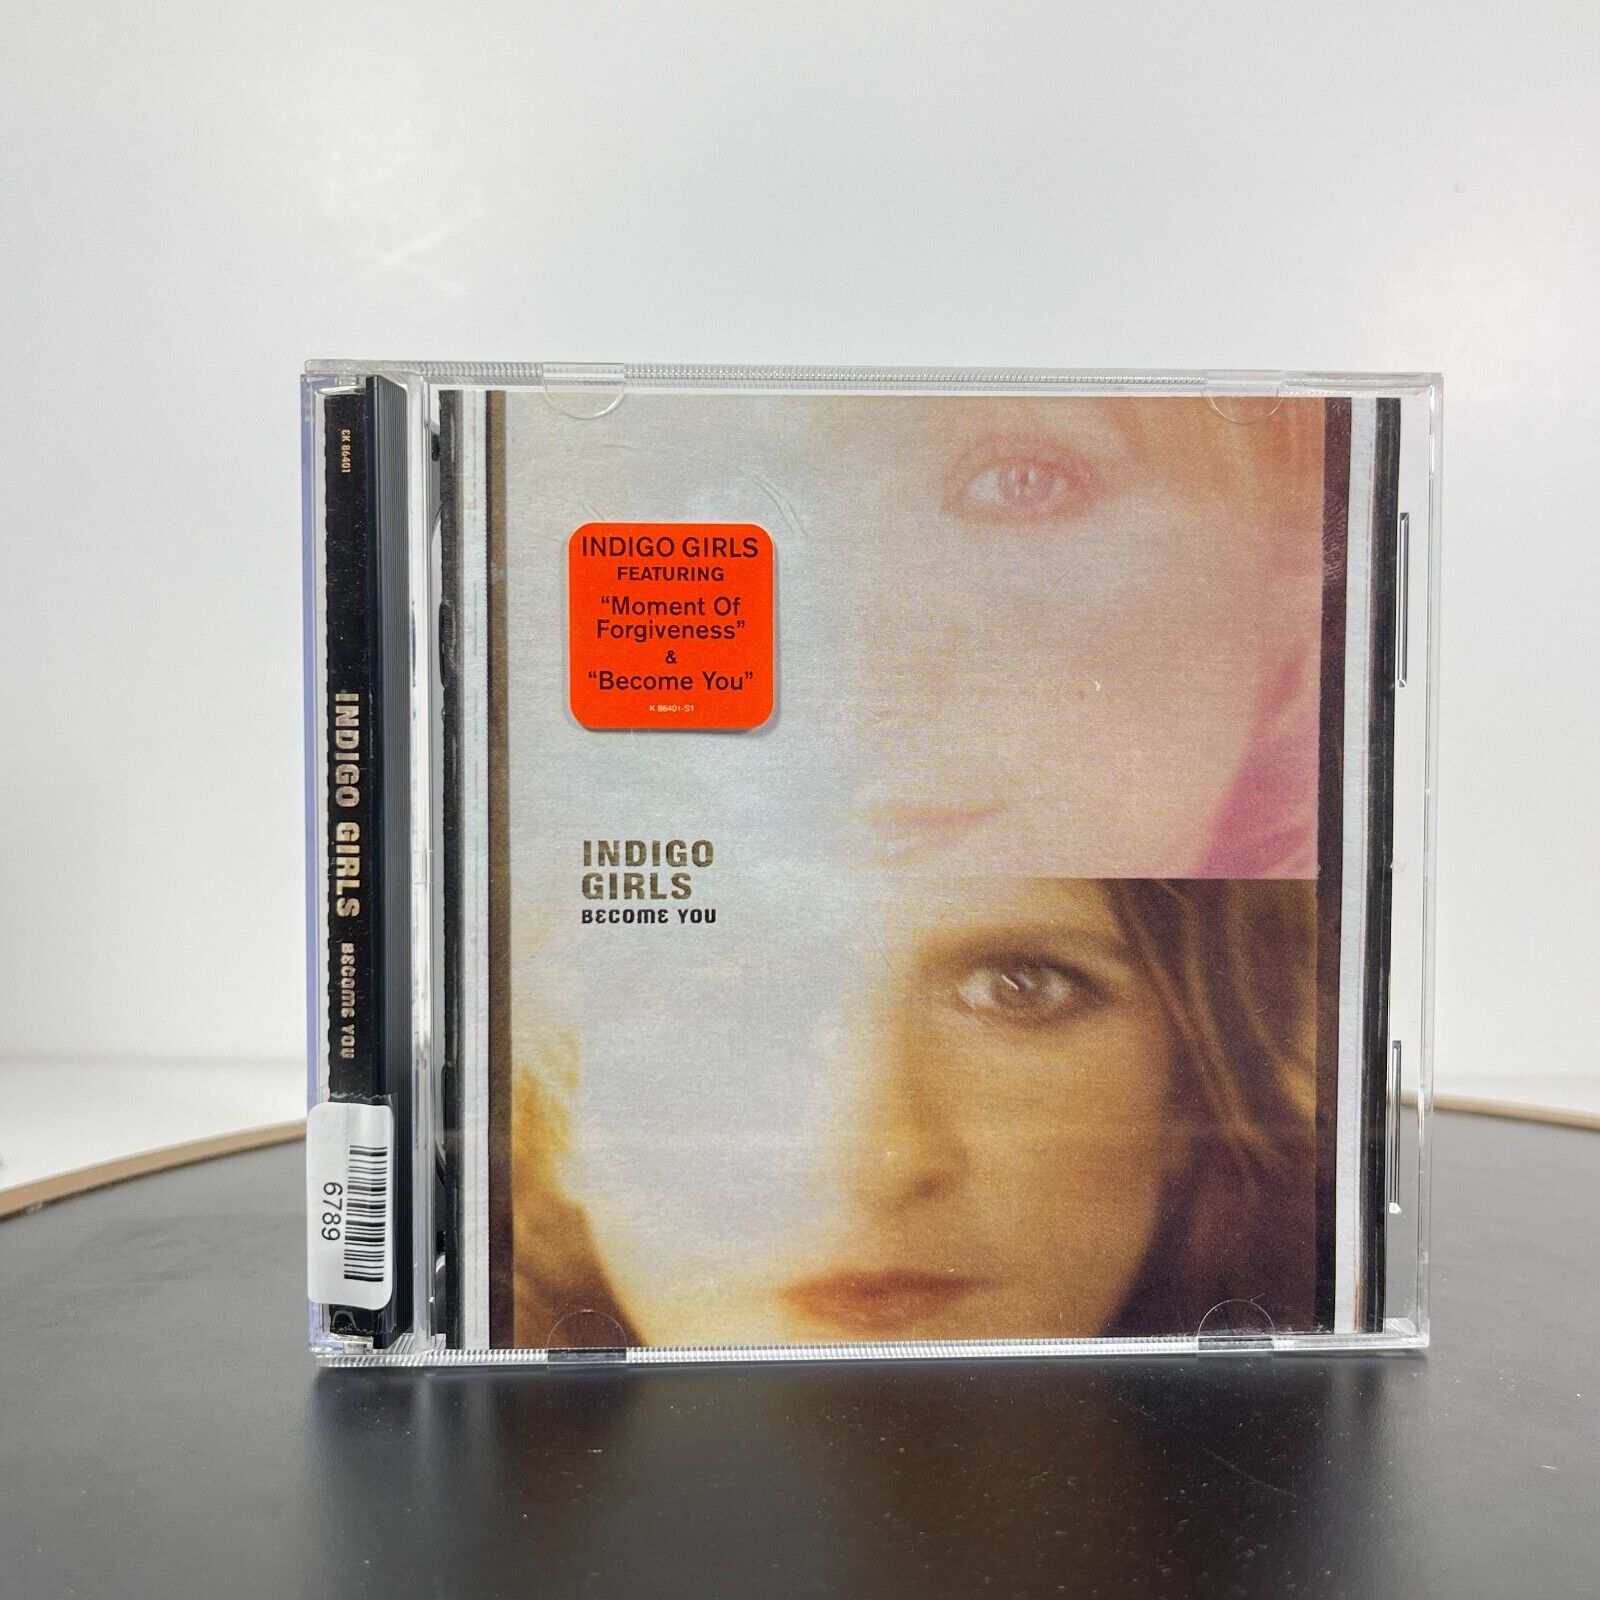 EK 86401
INDIGO GIRLS BECOME YOU
6789
INDIGO GIRLS
FEATURING
“Moment Of
Forgiveness”
&
“Become You”
K 86401-S1
INDIGO
GIRLS
BECOME YOU